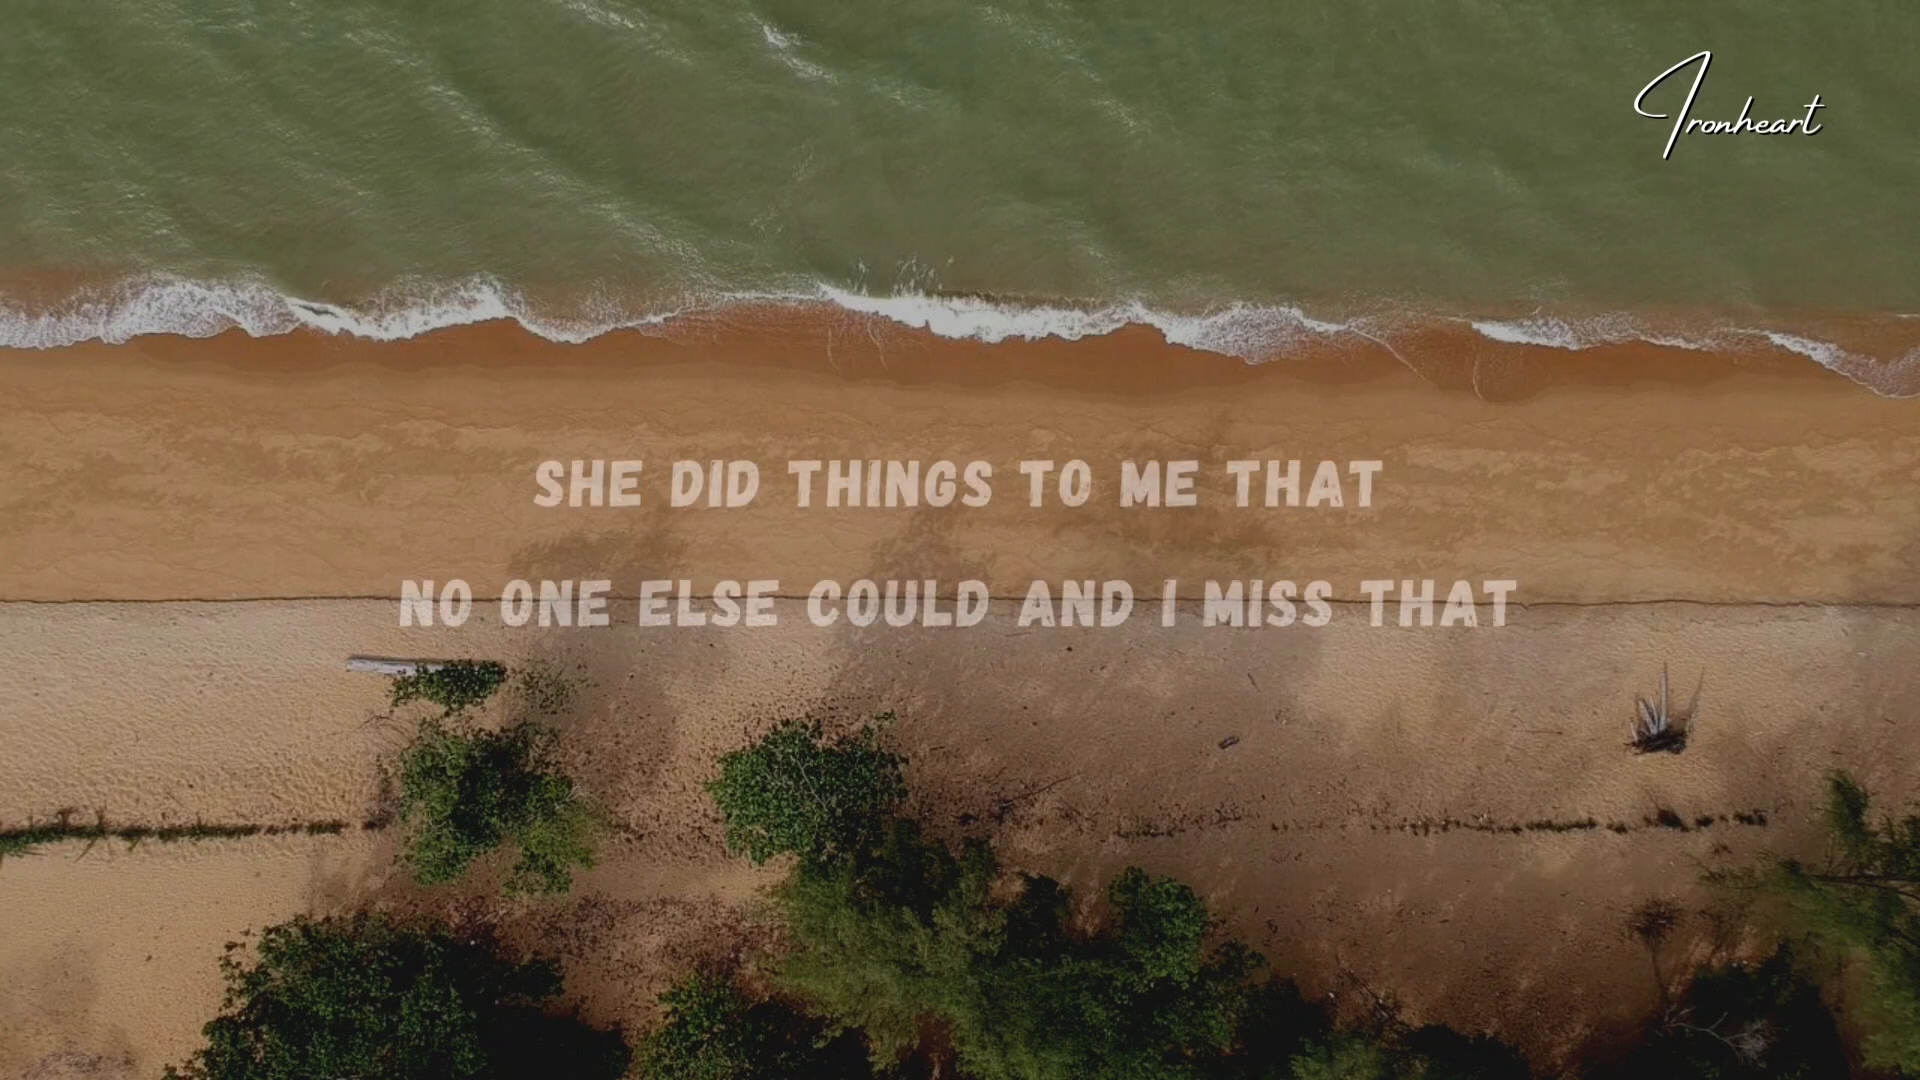 Ironheart
SHE DID THINGS TO ME THAT
NO ONE ELSE COULD AND I MISS THAT